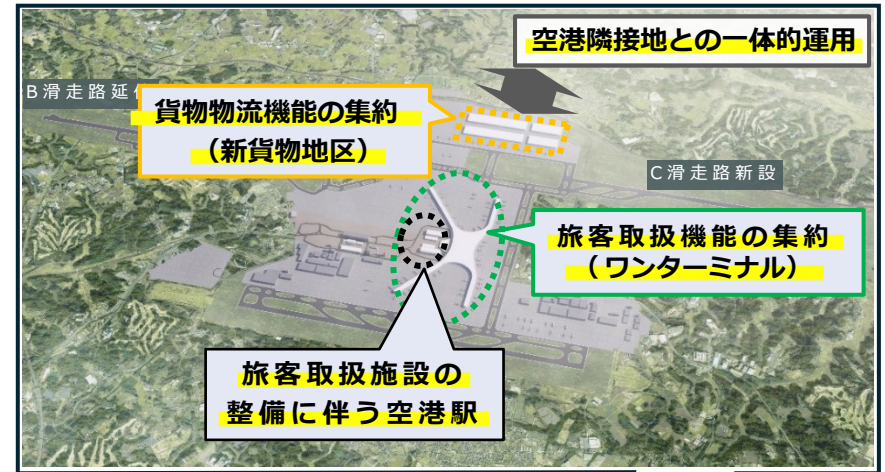 空港隣接地との一体的運用
B滑走路延
貨物物流機能の集約
（新貨物地区）
C滑走路新設
旅客取扱機能の集約
（ワンターミナル）
旅客取扱施設の
整備に伴う空港駅